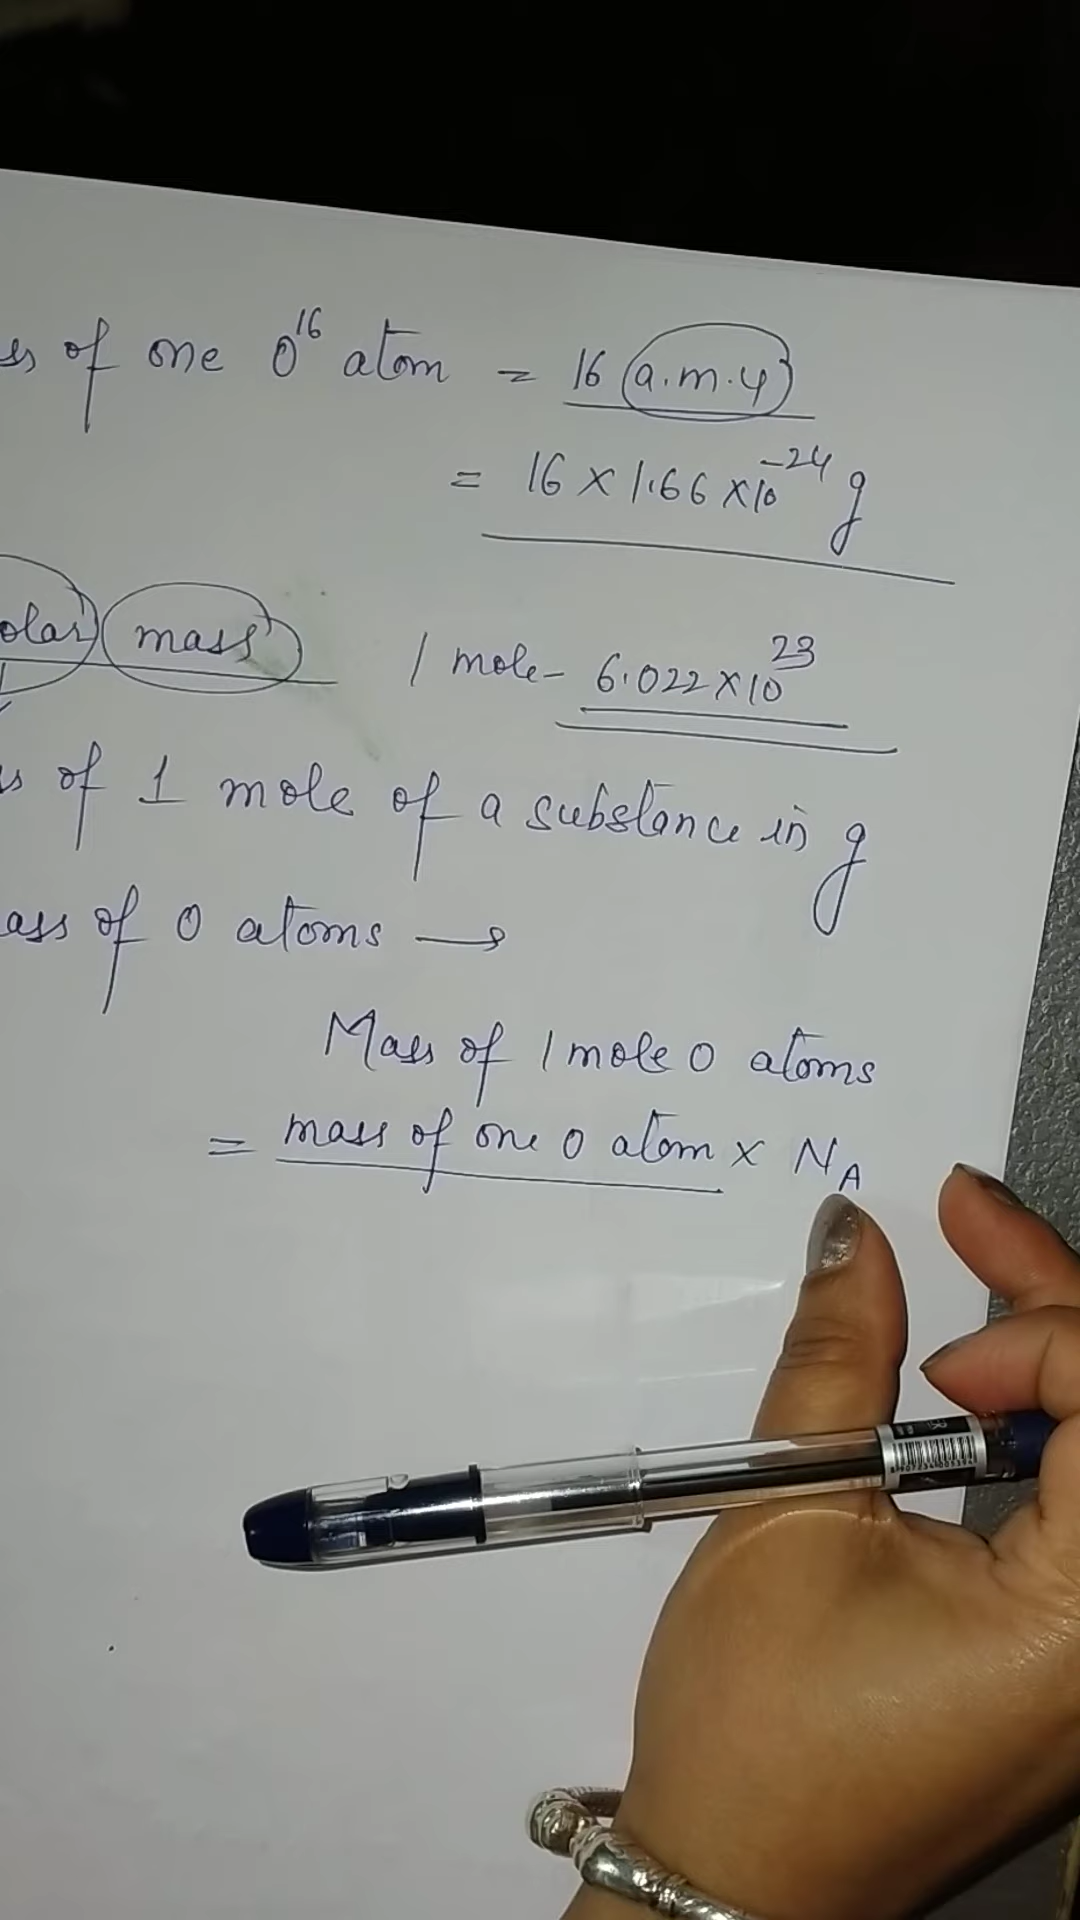 of one O¹⁶ atom = 16 a.m.u
= 16 × 1.66 × 10⁻²⁴ g
mass 1 mole - 6.022 × 10²³
of 1 mole of a substance in g
of O atoms →
Mass of 1 mole O atoms
= mass of one O atom × N_A